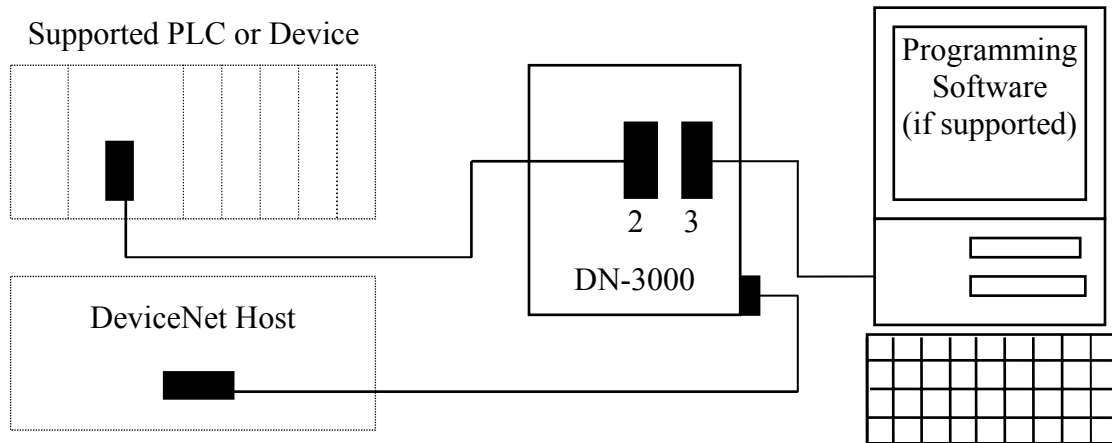 Supported PLC or Device
Programming
Software
(if supported)
2 3
DN-3000
DeviceNet Host